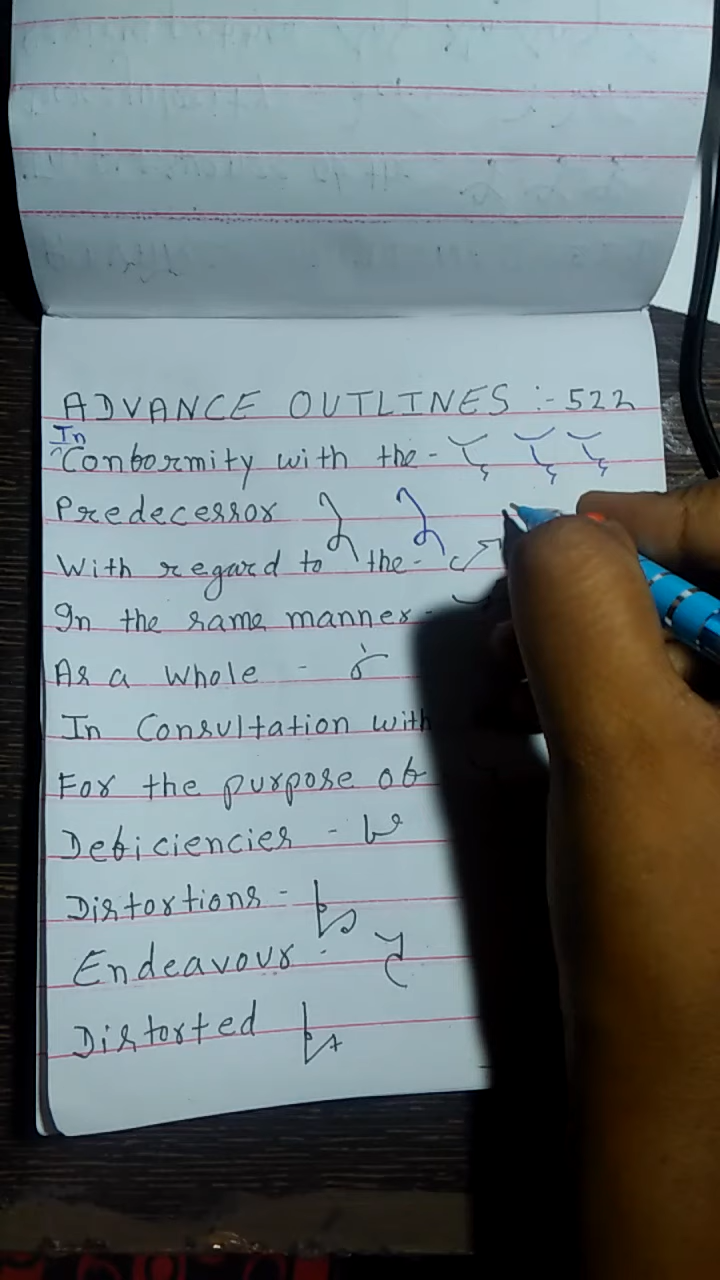 ADVANCE OUTLINES :- 522
In
^Conformity with the -
Predecessor
With regard to the -
In the same manner -
As a whole -
In Consultation with
For the purpose of
Deficiencies -
Distortions -
Endeavour -
Distorted